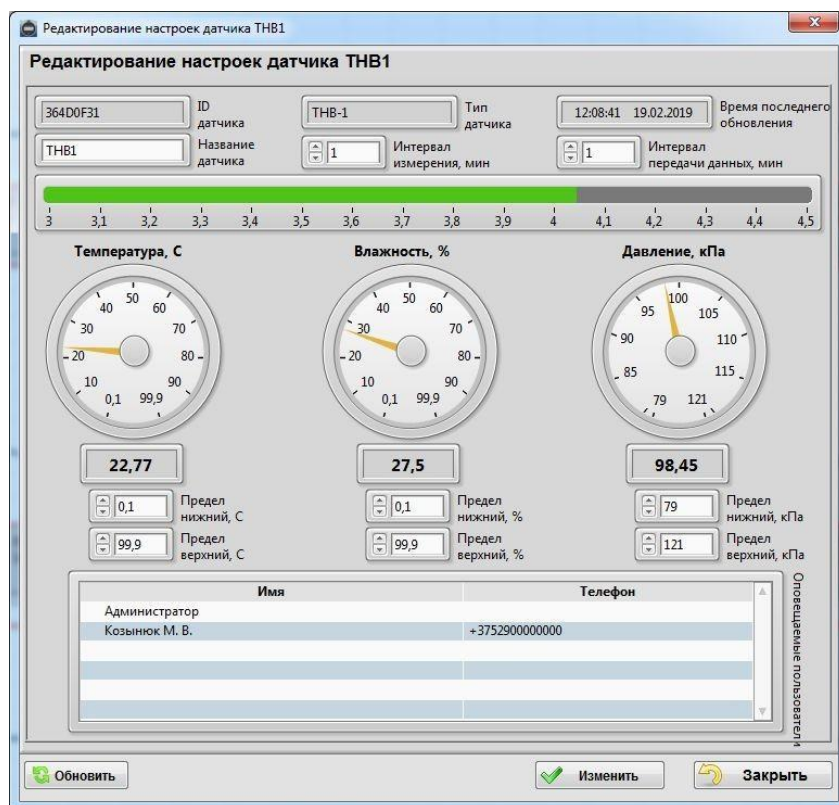 Редактирование настроек датчика ТНВ1
Редактирование настроек датчика ТНВ1
364D0F31
ID
датчика
ТНВ-1
Тип
датчика
12:08:41 19.02.2019
Время последнего
обновления
ТНВ1
Название
датчика
1
Интервал
измерения, мин
1
Интервал
передачи данных, мин
3 3,1 3,2 3,3 3,4 3,5 3,6 3,7 3,8 3,9 4 4,1 4,2 4,3 4,4 4,5
Температура, С
0,1 10 20 30 40 50 60 70 80 90 99,9
22,77
0,1
Предел
нижний, С
99,9
Предел
верхний, С
Влажность, %
0,1 10 20 30 40 50 60 70 80 90 99,9
27,5
0,1
Предел
нижний, %
99,9
Предел
верхний, %
Давление, кПа
79 85 90 95 100 105 110 115 121
98,45
79
Предел
нижний, кПа
121
Предел
верхний, кПа
Имя Телефон
Администратор
Козынюк М. В. +3752900000000
Оповещаемые пользователи
Обновить
Изменить
Закрыть